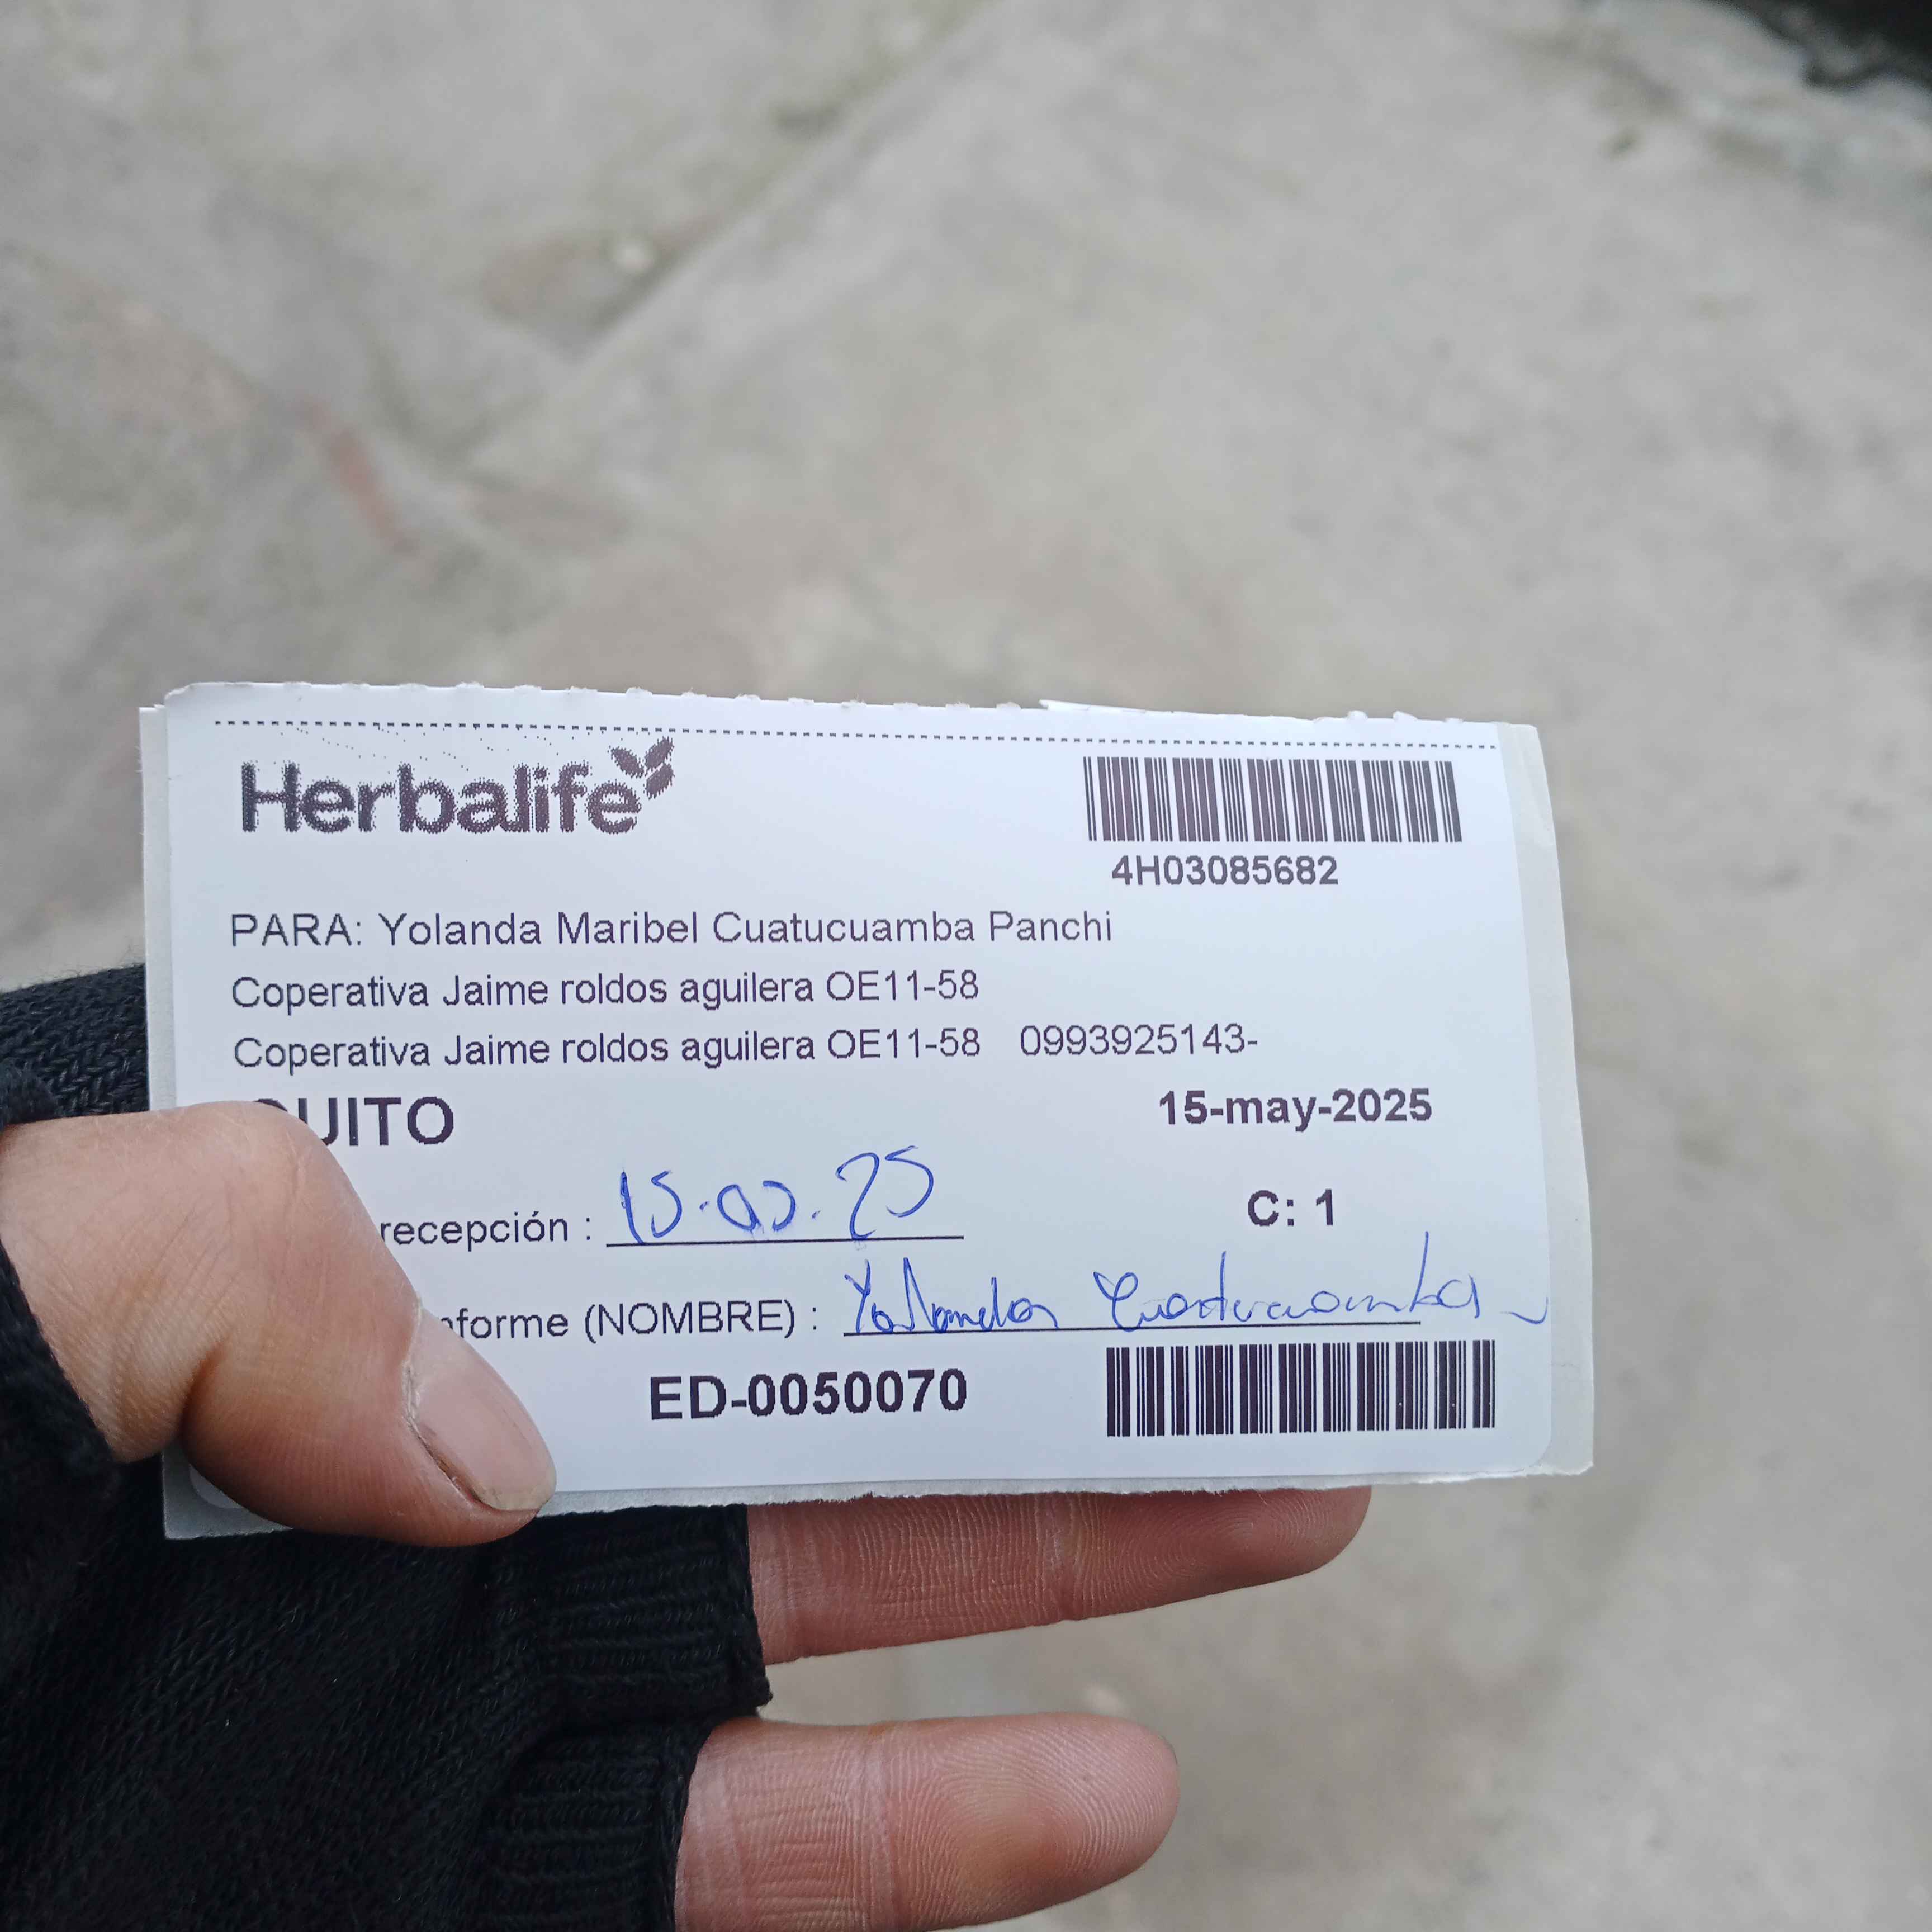 Herbalife
4H03085682
PARA: Yolanda Maribel Cuatucuamba Panchi
Coperativa Jaime roldos aguilera OE11-58
Coperativa Jaime roldos aguilera OE11-58 0993925143-
QUITO 15-may-2025
recepción : 15.05.25 C: 1
nforme (NOMBRE) : Yolanda Cuatucuamba
ED-0050070